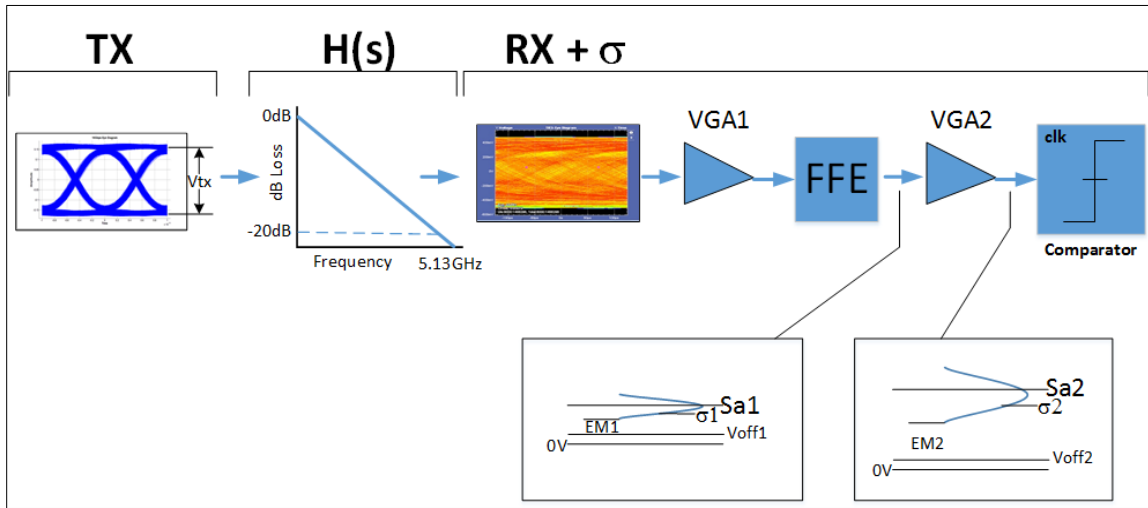 TX
H(s)
RX + σ
Vtx
0dB
dB Loss
-20dB
Frequency
5.13GHz
VGA1
FFE
VGA2
clk
Comparator
Sa1
σ1
EM1
Voff1
0V
Sa2
σ2
EM2
Voff2
0V